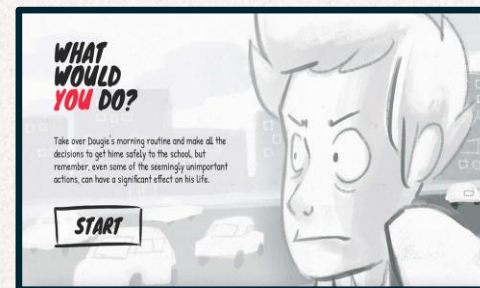 WHAT
WOULD
YOU DO?
Take over Dougie's morning routine and make all the
decisions to get hime safely to the school, but
remember, even some of the seemingly unimportant
actions, can have a significant effect on his life.
START